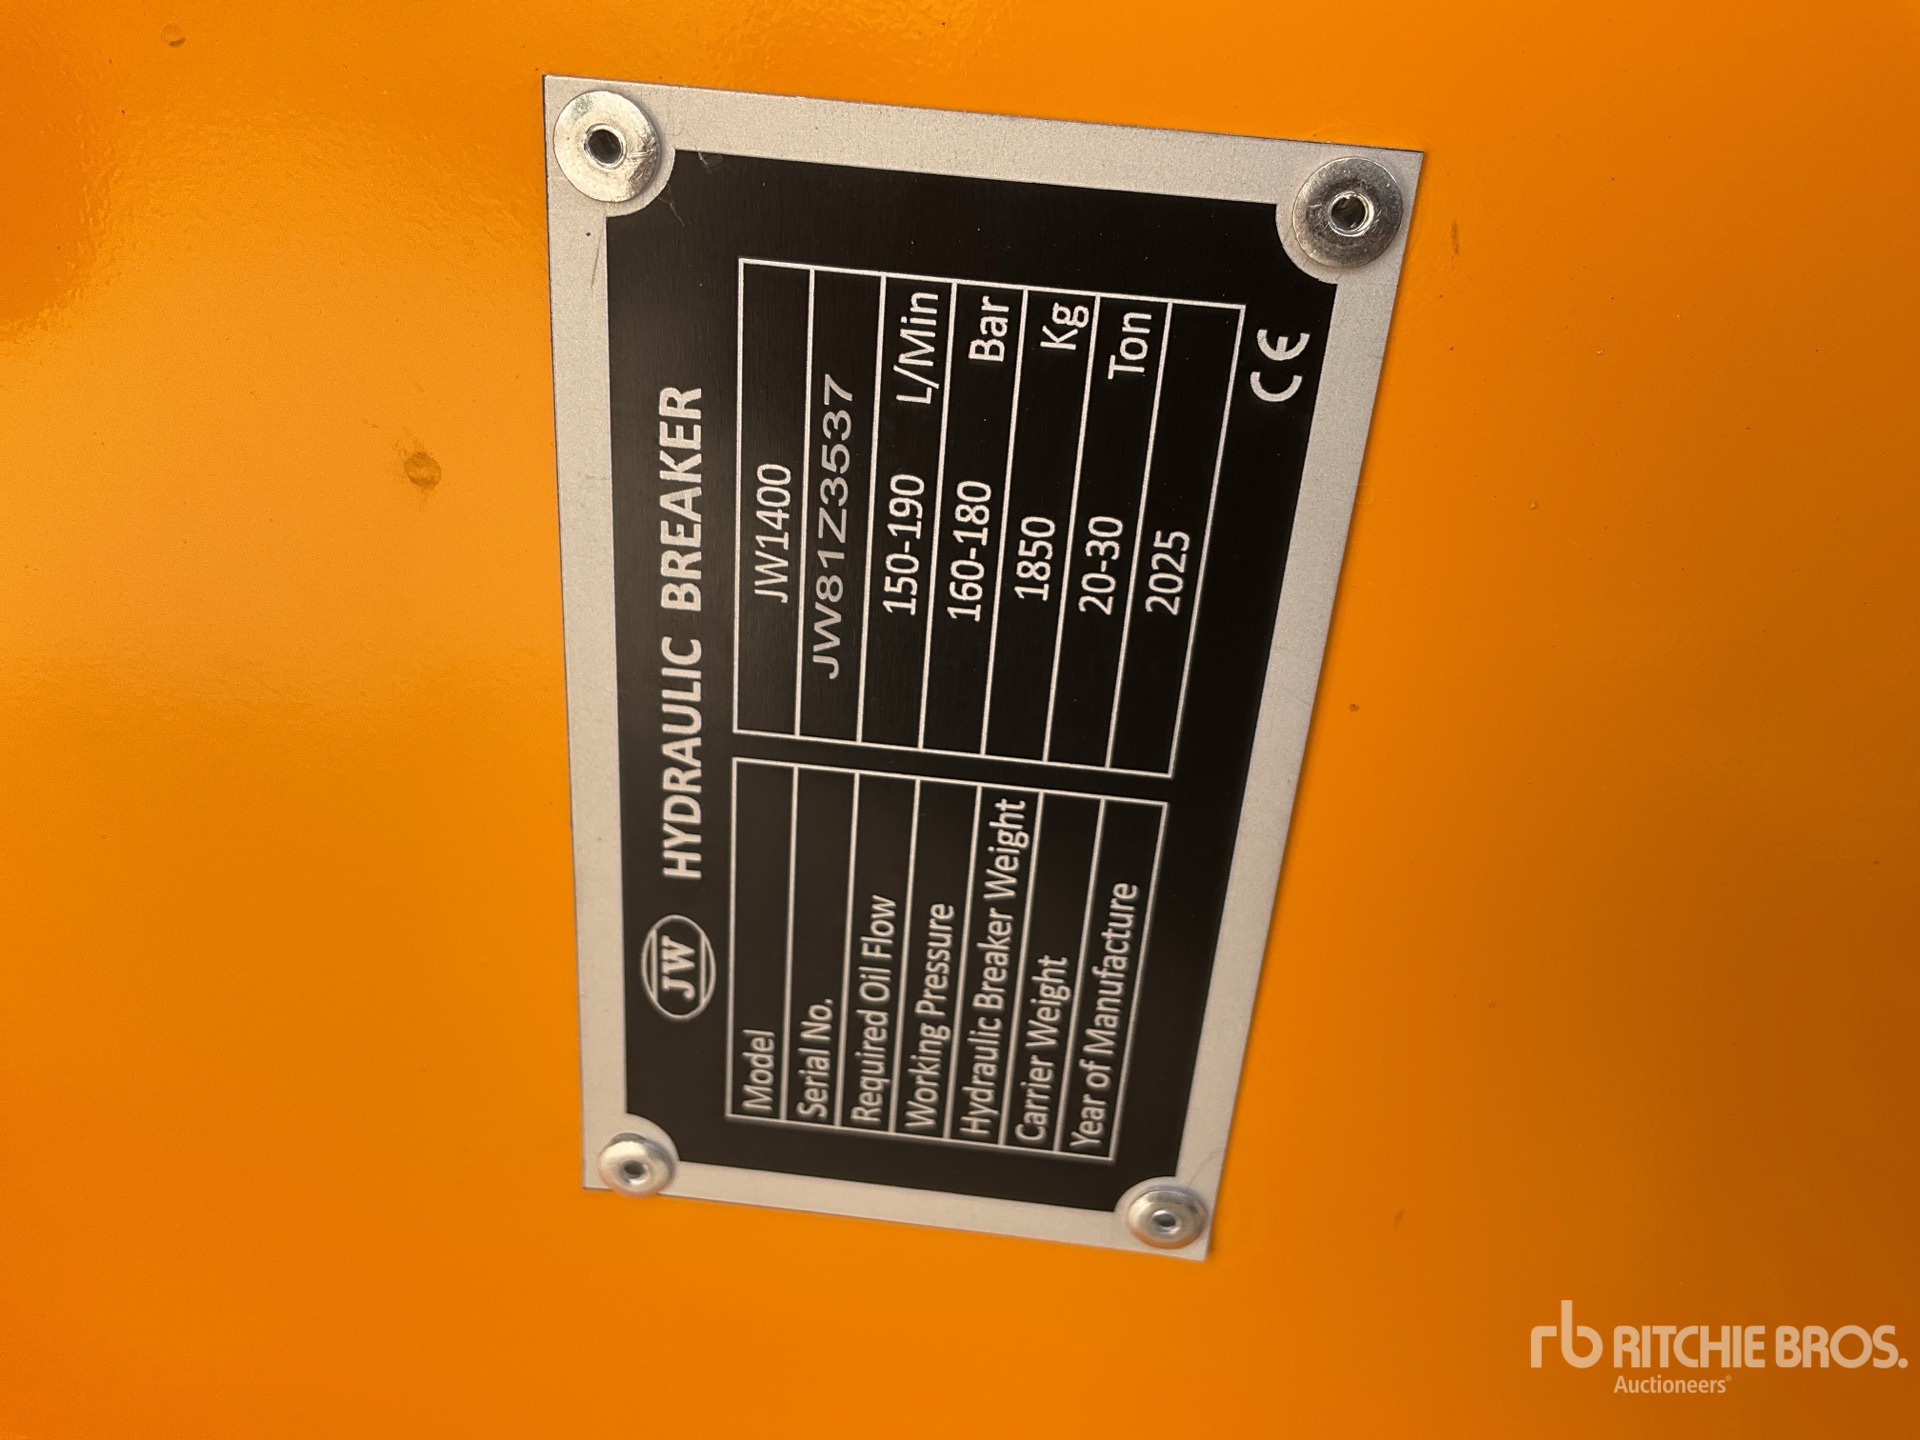 JW HYDRAULIC BREAKER
Model JW1400
Serial No. JW81Z3537
Required Oil Flow 150-190 L/Min
Working Pressure 160-180 Bar
Hydraulic Breaker Weight 1850 Kg
Carrier Weight 20-30 Ton
Year of Manufacture 2025
CE
rb RITCHIE BROS.
Auctioneers